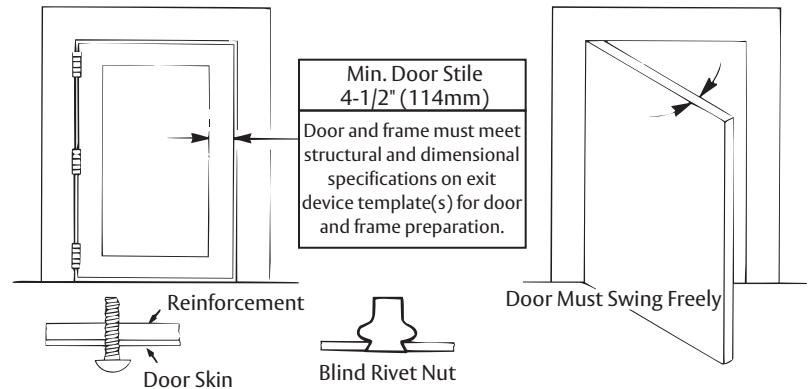 Min. Door Stile
4-1/2" (114mm)
Door and frame must meet
structural and dimensional
specifications on exit
device template(s) for door
and frame preparation.
Door Must Swing Freely
Reinforcement
Door Skin
Blind Rivet Nut